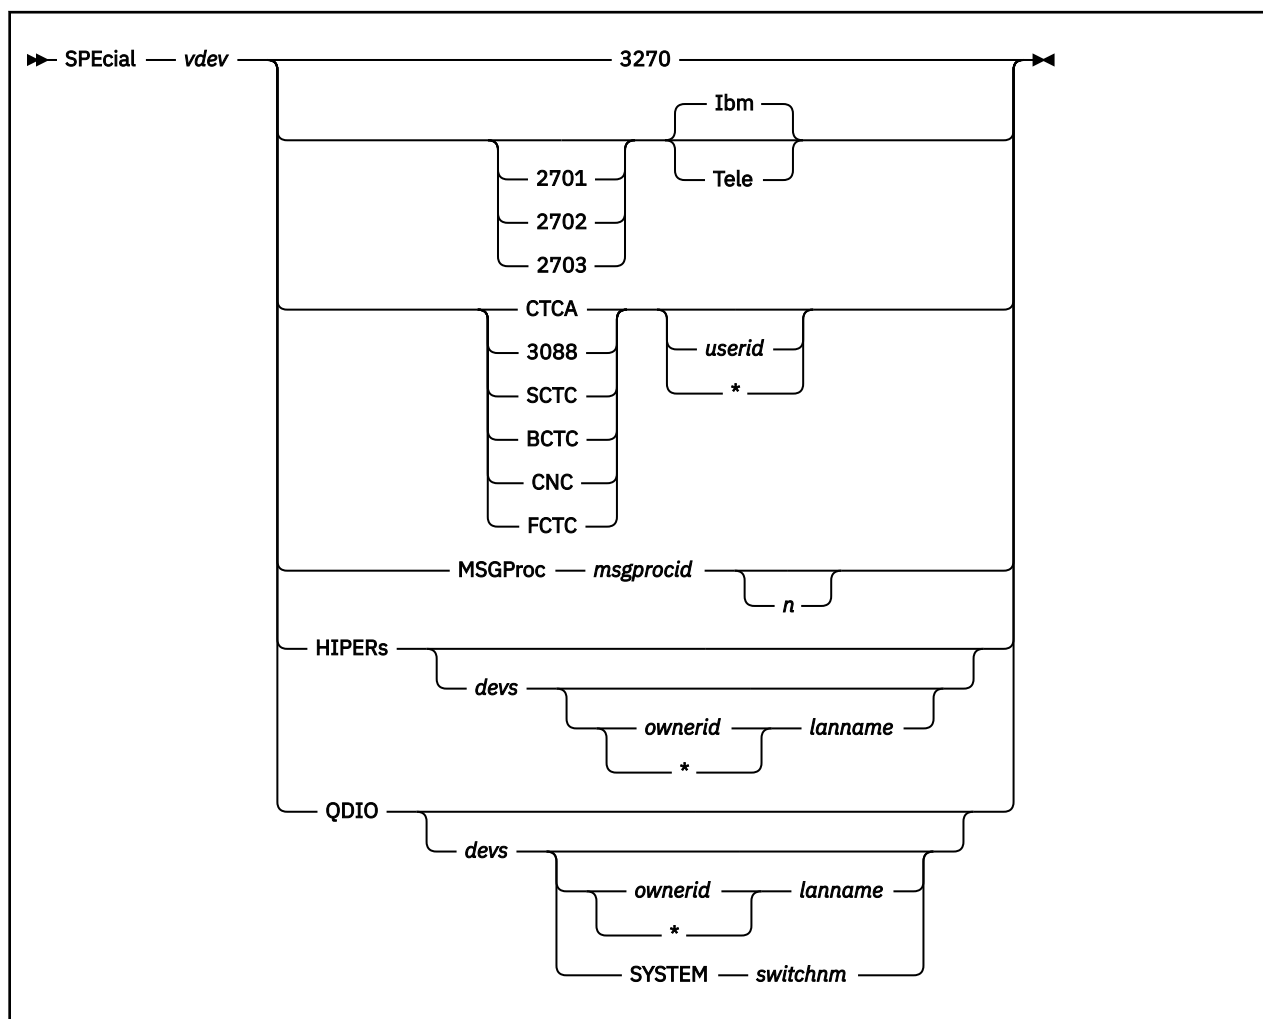 SPEcial vdev 3270
Ibm
2701 Tele
2702
2703
CTCA
3088 userid
SCTC *
BCTC
CNC
FCTC
MSGProc msgprocid
n
HIPERs
devs
ownerid lanname
*
QDIO
devs
ownerid lanname
*
SYSTEM switchnm